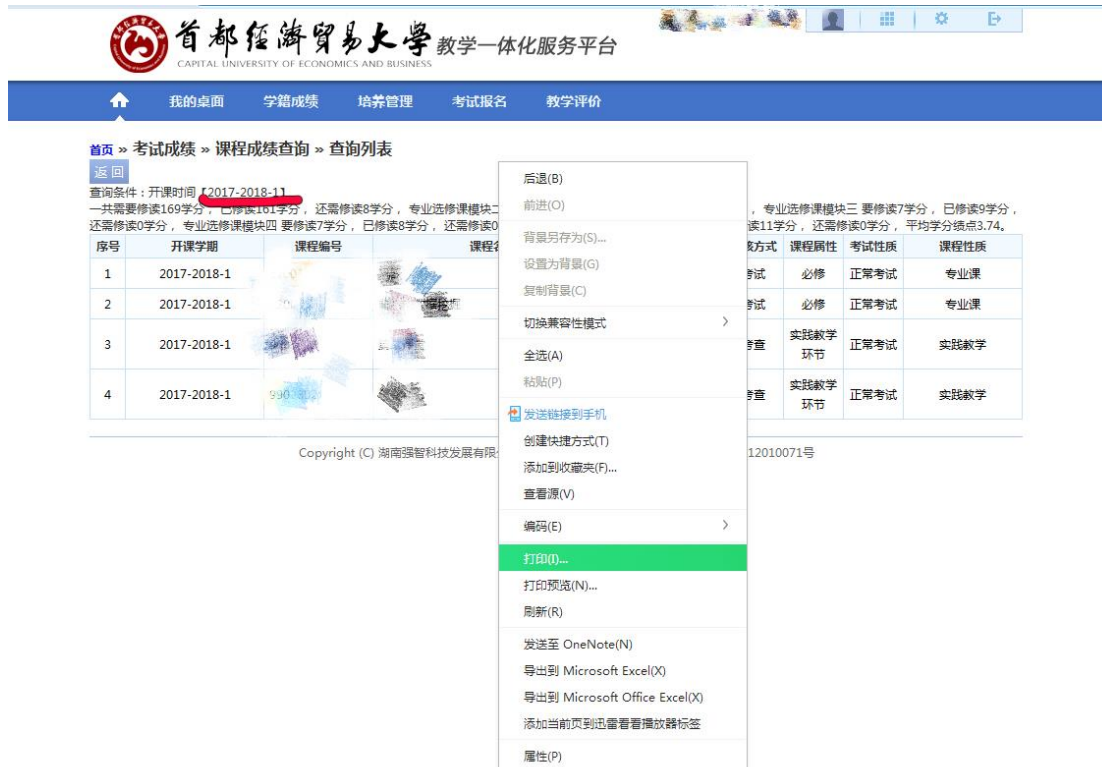 首都经济贸易大学 教学一体化服务平台
CAPITAL UNIVERSITY OF ECONOMICS AND BUSINESS
我的桌面 学籍成绩 培养管理 考试报名 教学评价
首页 » 考试成绩 » 课程成绩查询 » 查询列表
返回
查询条件：开课时间【2017-2018-1】
一共需要修读169学分，已修读161学分，还需修读8学分，专业选修课模块二 ，专业选修课模块三 要修读7学分，已修读9学分，
还需修读0学分，专业选修课模块四 要修读7学分，已修读8学分，还需修读0 读11学分，还需修读0学分，平均学分绩点3.74。
序号 开课学期 课程编号 课程名 方式 课程属性 考试性质 课程性质
1 2017-2018-1 考试 必修 正常考试 专业课
2 2017-2018-1 考试 必修 正常考试 专业课
3 2017-2018-1 考查 实践教学环节 正常考试 实践教学
4 2017-2018-1 考查 实践教学环节 正常考试 实践教学
Copyright (C) 湖南强智科技发展有限 12010071号
后退(B)
前进(O)
背景另存为(S)...
设置为背景(G)
复制背景(C)
切换兼容性模式
全选(A)
粘贴(P)
发送链接到手机
创建快捷方式(T)
添加到收藏夹(F)...
查看源(V)
编码(E)
打印(I)...
打印预览(N)...
刷新(R)
发送至 OneNote(N)
导出到 Microsoft Excel(X)
导出到 Microsoft Office Excel(X)
添加当前页到迅雷看看播放器标签
属性(P)